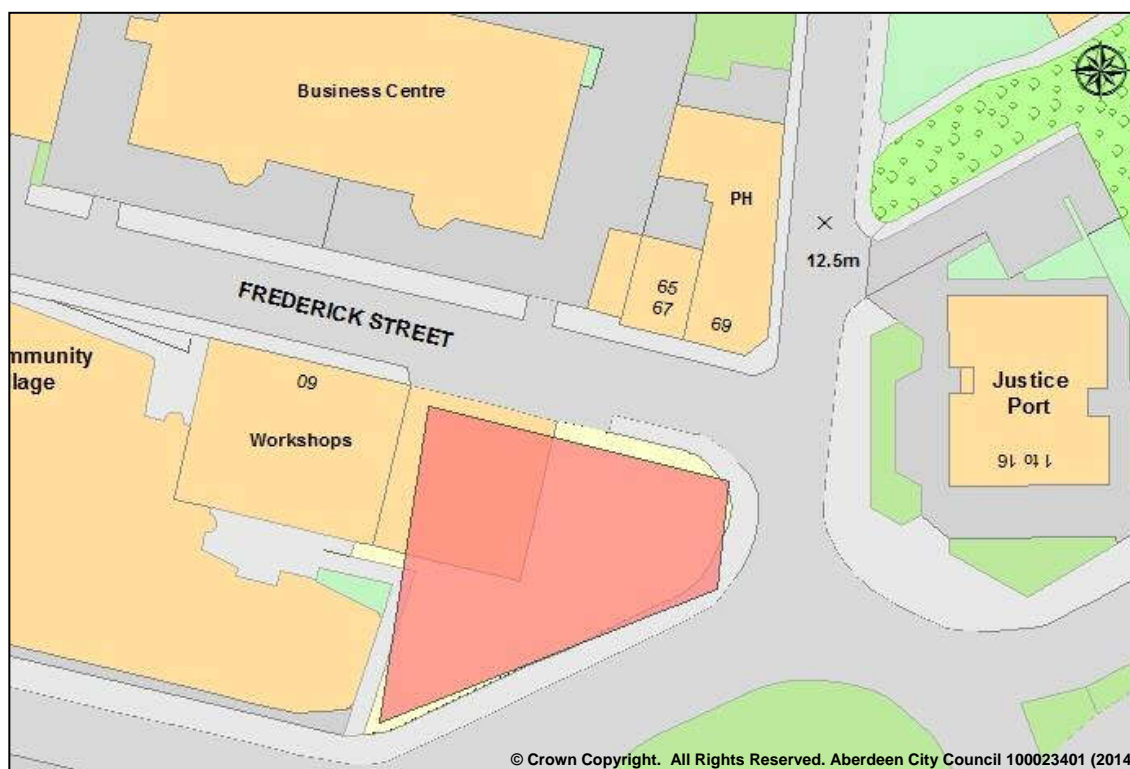 Business Centre
PH
12.5m
65
67
69
FREDERICK STREET
mmunity
llage
60
Workshops
Justice
Port
1 to 16
© Crown Copyright. All Rights Reserved. Aberdeen City Council 100023401 (2014